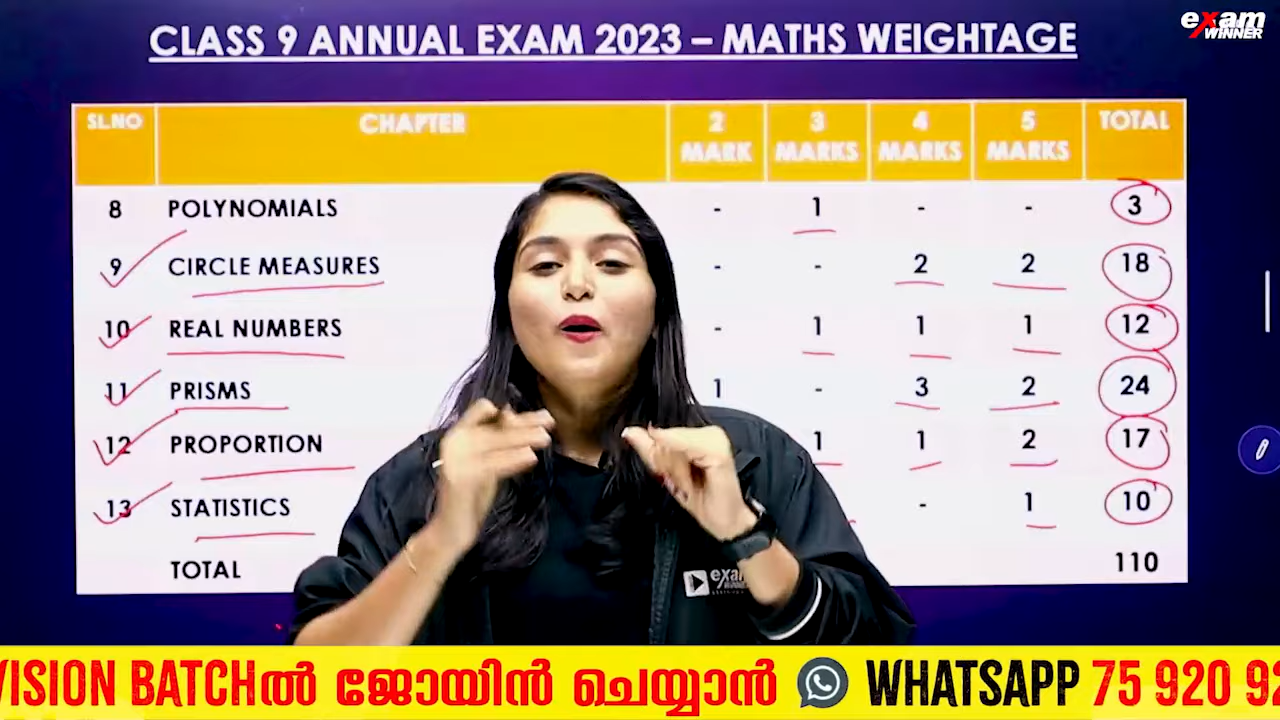 exam
WINNER
CLASS 9 ANNUAL EXAM 2023 – MATHS WEIGHTAGE
SL.NO CHAPTER 2 MARK 3 MARKS 4 MARKS 5 MARKS TOTAL
8 POLYNOMIALS - 1 - - 3
9 CIRCLE MEASURES - - 2 2 18
10 REAL NUMBERS - 1 1 1 12
11 PRISMS 1 - 3 2 24
12 PROPORTION 1 1 2 17
13 STATISTICS - 1 10
TOTAL 110
exam
VISION BATCHൽ ജോയിൻ ചെയ്യാൻ WHATSAPP 75 920 92